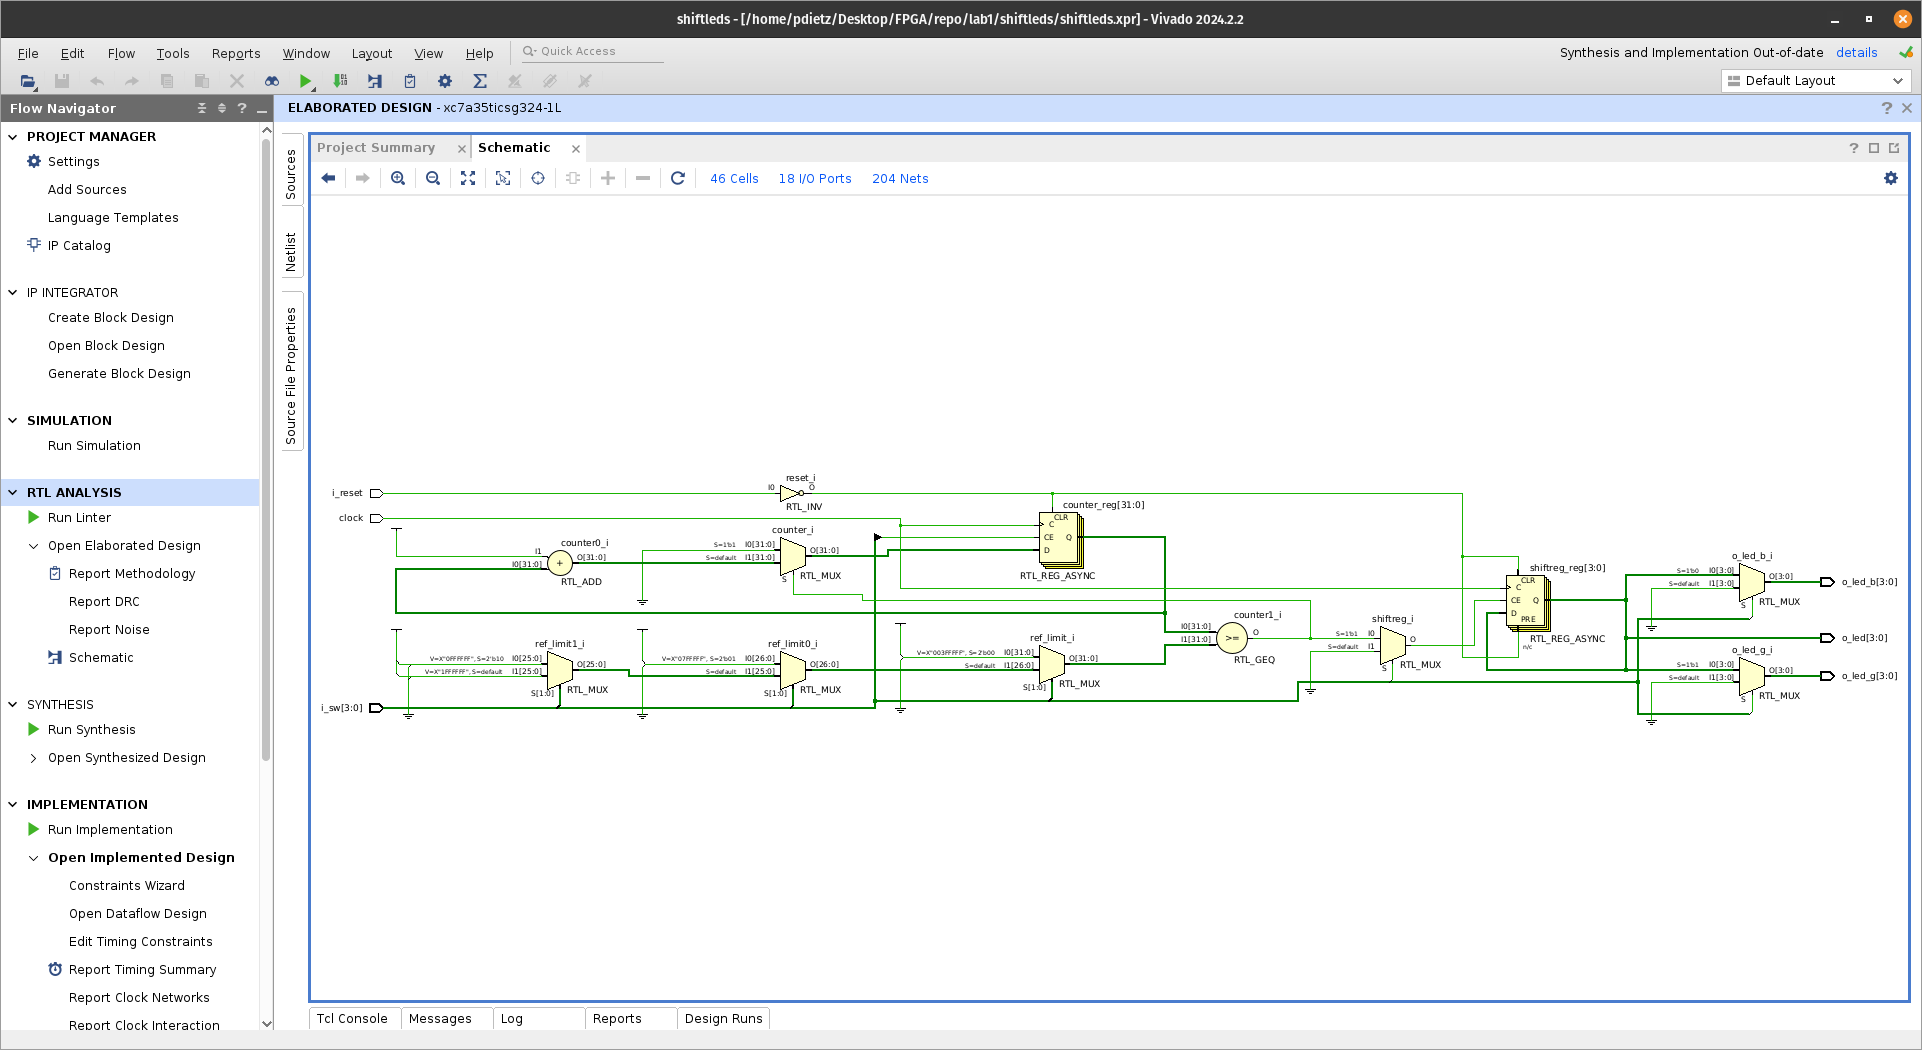 shiftleds - [/home/pdietz/Desktop/FPGA/repo/lab1/shiftleds/shiftleds.xpr] - Vivado 2024.2.2
File Edit Flow Tools Reports Window Layout View Help Quick Access
Synthesis and Implementation Out-of-date details
Default Layout
Flow Navigator
PROJECT MANAGER
Settings
Add Sources
Language Templates
IP Catalog
IP INTEGRATOR
Create Block Design
Open Block Design
Generate Block Design
SIMULATION
Run Simulation
RTL ANALYSIS
Run Linter
Open Elaborated Design
Report Methodology
Report DRC
Report Noise
Schematic
SYNTHESIS
Run Synthesis
Open Synthesized Design
IMPLEMENTATION
Run Implementation
Open Implemented Design
Constraints Wizard
Open Dataflow Design
Edit Timing Constraints
Report Timing Summary
Report Clock Networks
Report Clock Interaction
ELABORATED DESIGN - xc7a35ticsg324-1L
Sources
Netlist
Source File Properties
Project Summary
Schematic
46 Cells 18 I/O Ports 204 Nets
i_reset
clock
i_sw[3:0]
reset_i
I0
O
RTL_INV
counter0_i
I1
I0[31:0]
+
O[31:0]
RTL_ADD
counter_i
S=1'b1 I0[31:0]
S=default I1[31:0]
O[31:0]
S
RTL_MUX
counter_reg[31:0]
CLR
C
CE Q
D
RTL_REG_ASYNC
ref_limit1_i
V=X"0FFFFFF", S=2'b10 I0[25:0]
V=X"1FFFFFF", S=default I1[25:0]
O[25:0]
S[1:0]
RTL_MUX
ref_limit0_i
V=X"07FFFFF", S=2'b01 I0[26:0]
S=default I1[25:0]
O[26:0]
S[1:0]
RTL_MUX
ref_limit_i
V=X"003FFFFF", S=2'b00 I0[31:0]
S=default I1[26:0]
O[31:0]
S[1:0]
RTL_MUX
counter1_i
I0[31:0]
I1[31:0]
>=
O
RTL_GEQ
shiftreg_i
S=1'b1 I0
S=default I1
O
S
RTL_MUX
shiftreg_reg[3:0]
CLR
C
CE Q
D
PRE
RTL_REG_ASYNC
n/c
o_led_b_i
S=1'b0 I0[3:0]
S=default I1[3:0]
O[3:0]
S
RTL_MUX
o_led_b[3:0]
o_led[3:0]
o_led_g_i
S=1'b1 I0[3:0]
S=default I1[3:0]
O[3:0]
S
RTL_MUX
o_led_g[3:0]
Tcl Console Messages Log Reports Design Runs